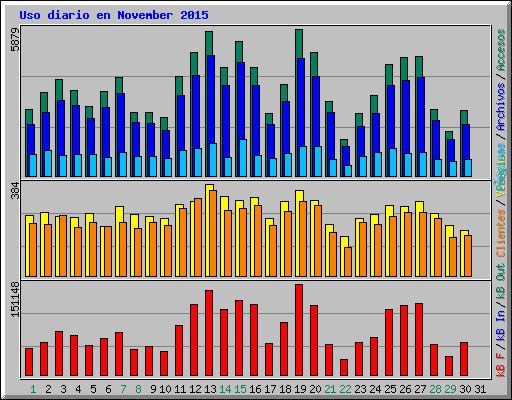 Uso diario en November 2015
5879
384
151148
Páginas / Archivos / Accesos
Clientes /
kB F / kB In / kB Out
1 2 3 4 5 6 7 8 9 10 11 12 13 14 15 16 17 18 19 20 21 22 23 24 25 26 27 28 29 30 31